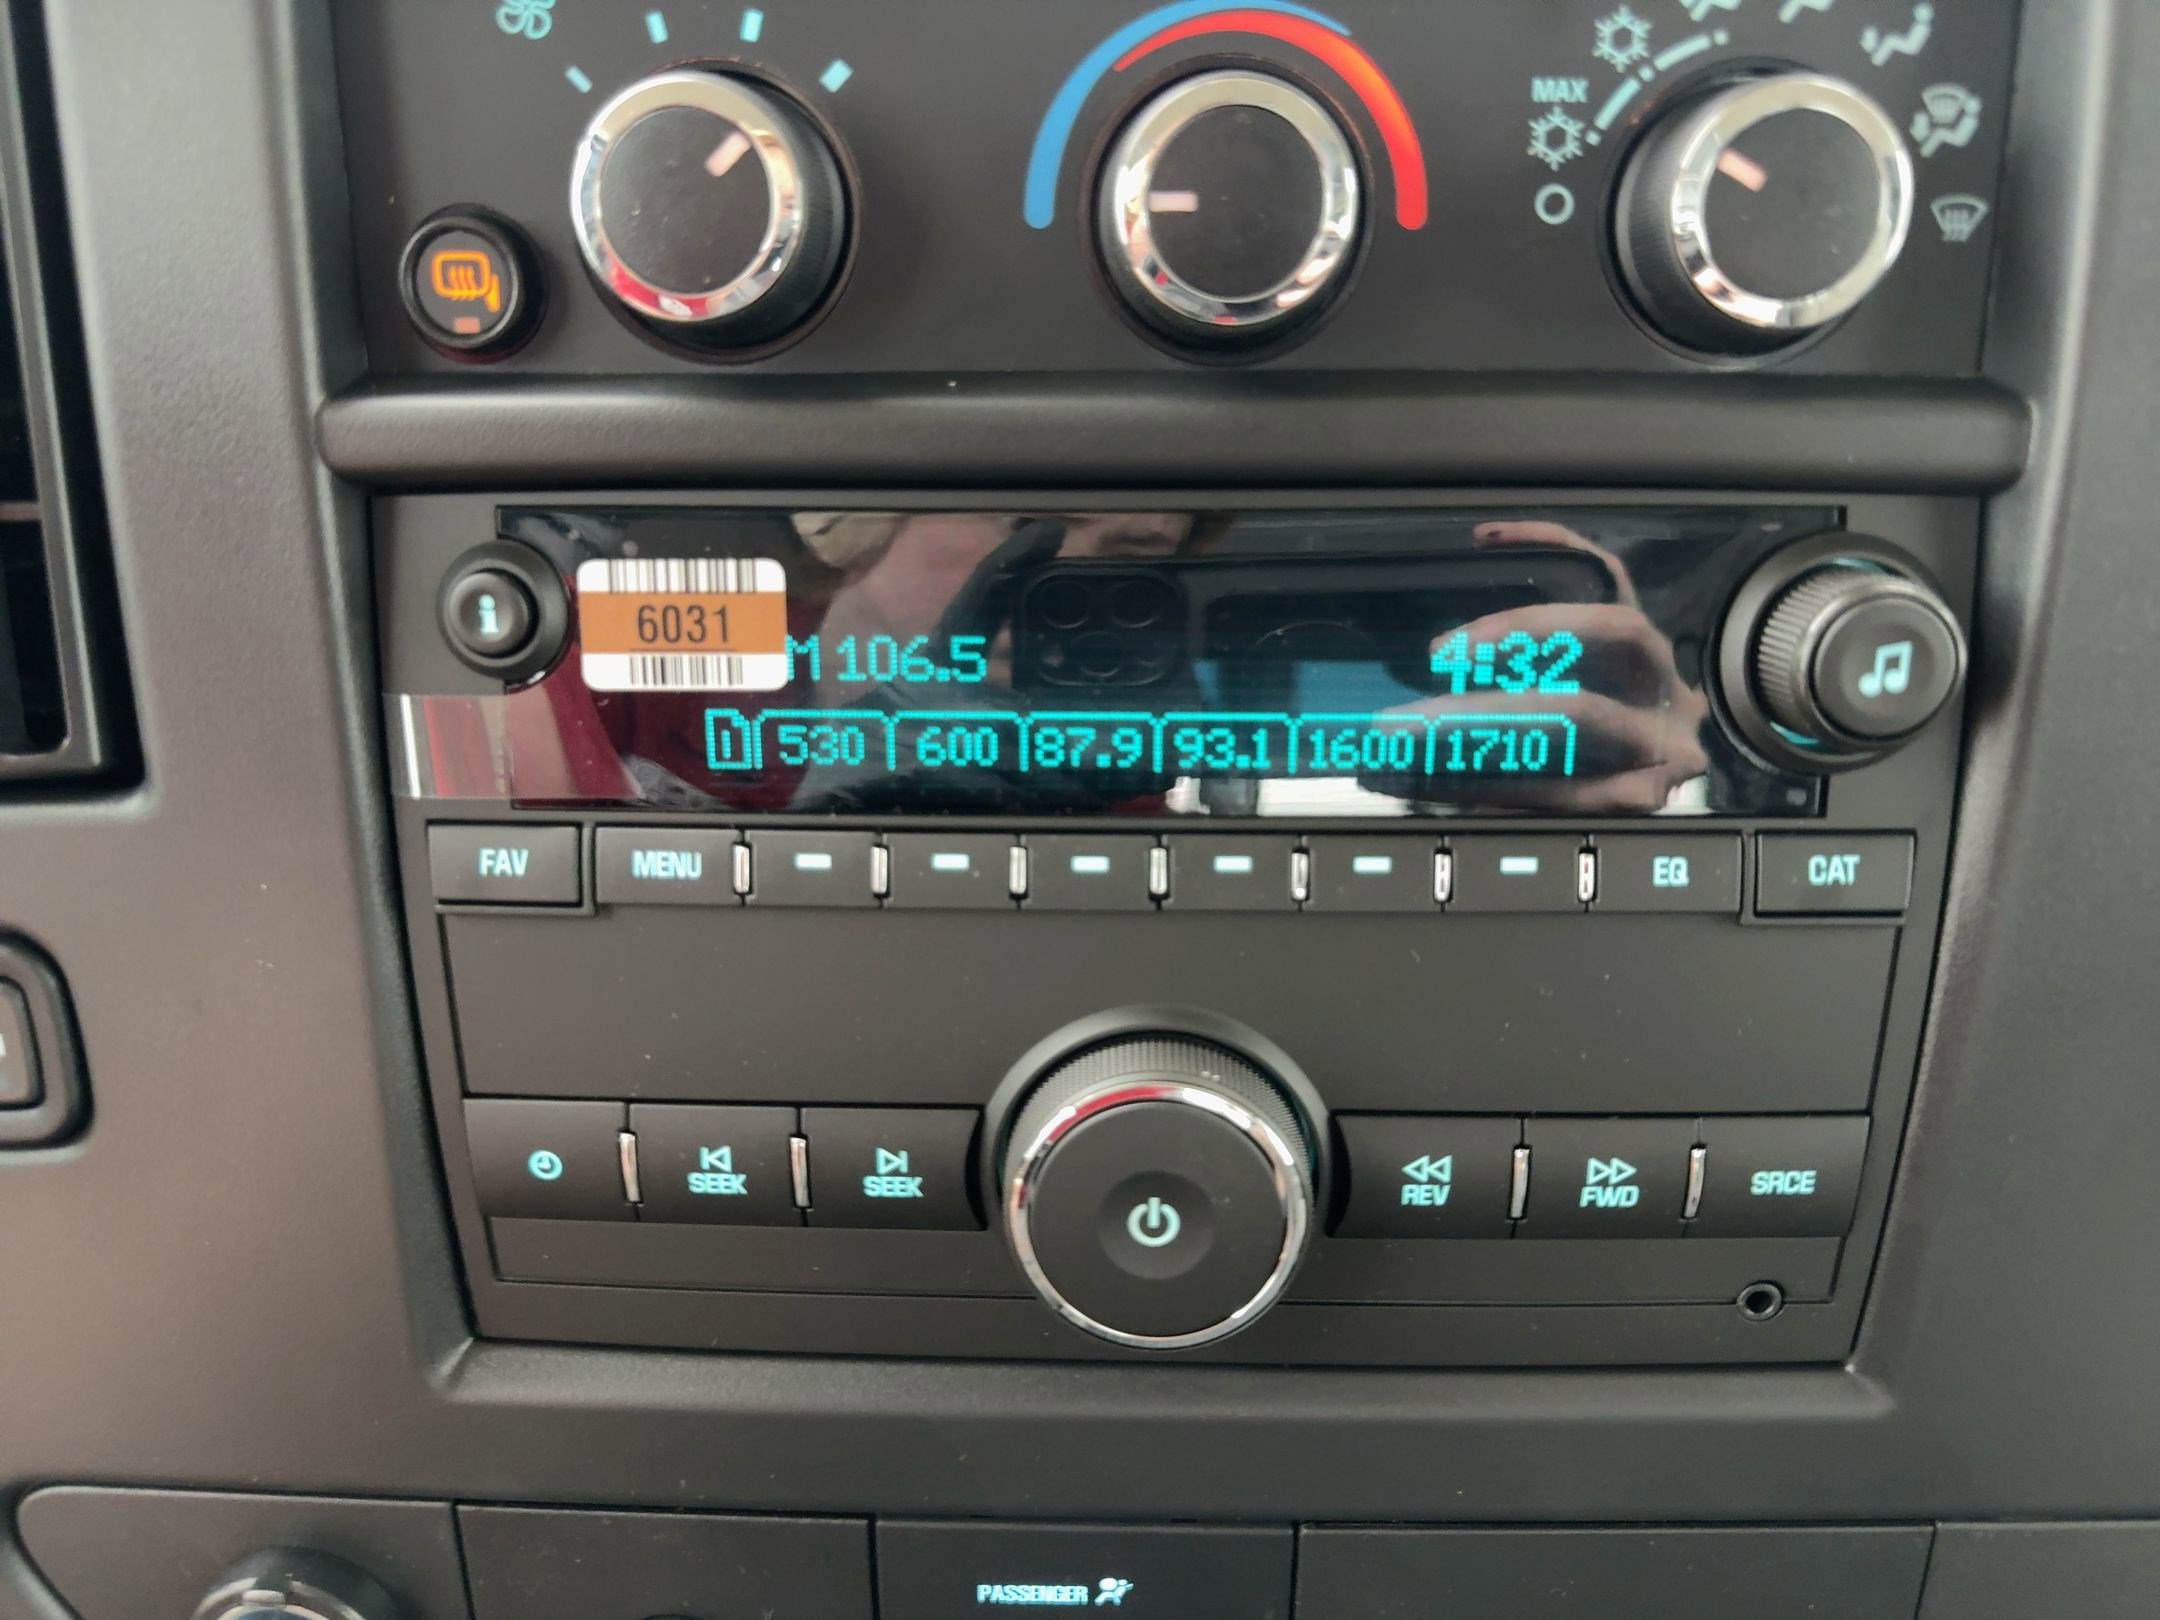 MAX
6031
M 106.5
4:32
1 530 600 87.9 93.1 1600 1710
FAV MENU EQ CAT
SEEK SEEK REV FWD SRCE
PASSENGER